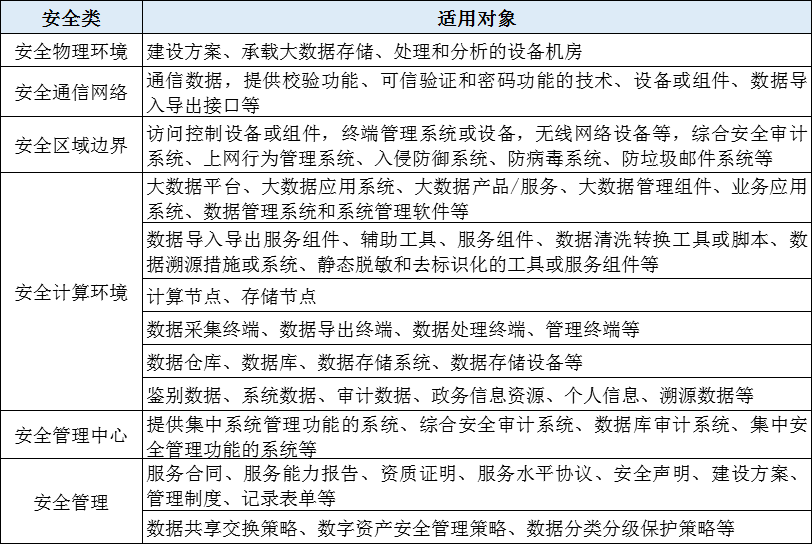 安全类 适用对象
安全物理环境 建设方案、承载大数据存储、处理和分析的设备机房
安全通信网络 通信数据，提供校验功能、可信验证和密码功能的技术、设备或组件、数据导
入导出接口等
安全区域边界 访问控制设备或组件，终端管理系统或设备，无线网络设备等，综合安全审计
系统、上网行为管理系统、入侵防御系统、防病毒系统、防垃圾邮件系统等
安全计算环境 大数据平台、大数据应用系统、大数据产品/服务、大数据管理组件、业务应用
系统、数据管理系统和系统管理软件等
数据导入导出服务组件、辅助工具、服务组件、数据清洗转换工具或脚本、数
据溯源措施或系统、静态脱敏和去标识化的工具或服务组件等
计算节点、存储节点
数据采集终端、数据导出终端、数据处理终端、管理终端等
数据仓库、数据库、数据存储系统、数据存储设备等
鉴别数据、系统数据、审计数据、政务信息资源、个人信息、溯源数据等
安全管理中心 提供集中系统管理功能的系统、综合安全审计系统、数据库审计系统、集中安
全管理功能的系统等
安全管理 服务合同、服务能力报告、资质证明、服务水平协议、安全声明、建设方案、
管理制度、记录表单等
数据共享交换策略、数字资产安全管理策略、数据分类分级保护策略等